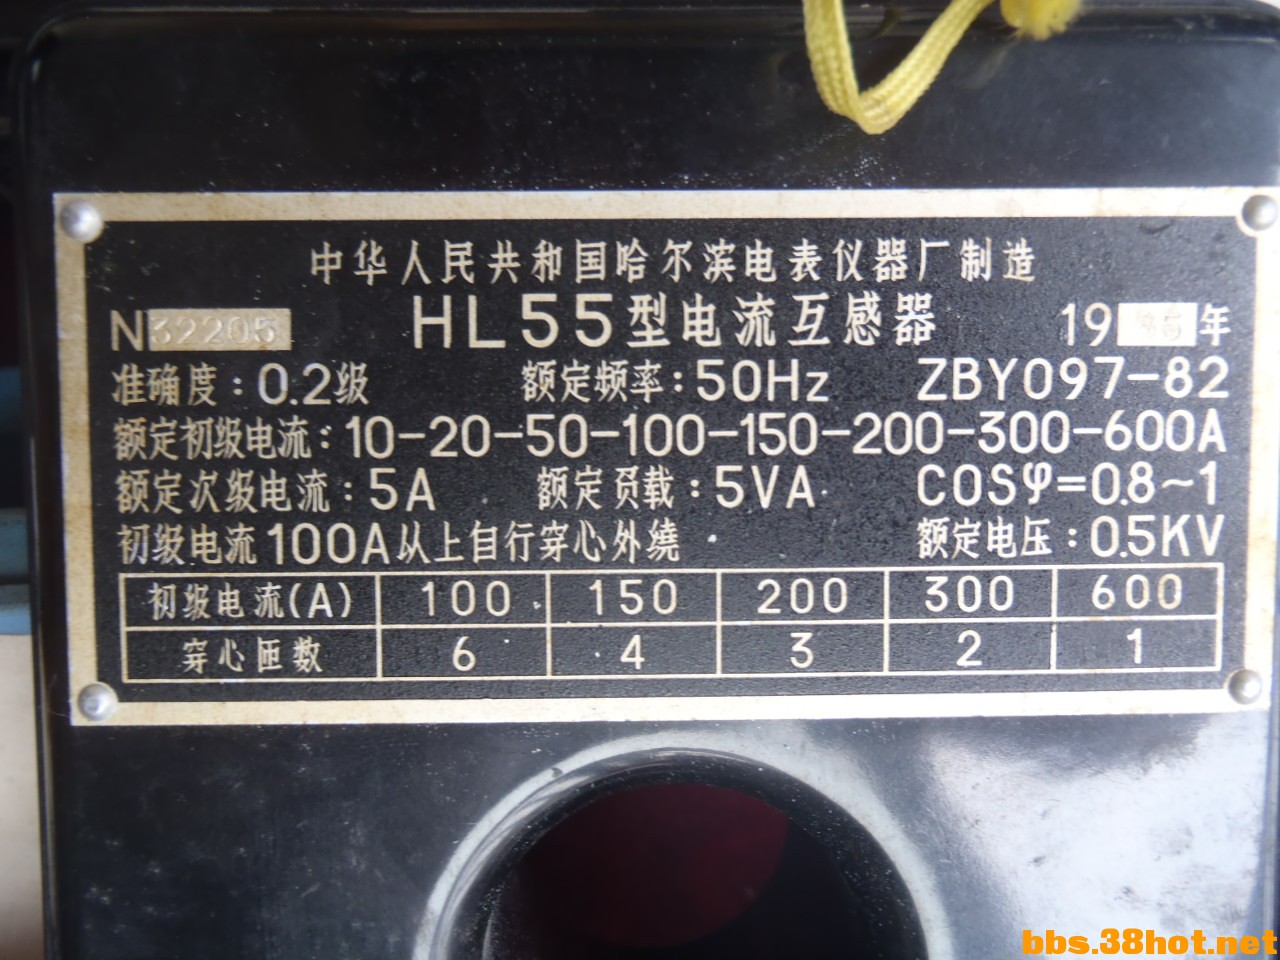 中华人民共和国哈尔滨电表仪器厂制造
N32205 HL55型电流互感器 19 年
准确度：0.2级 额定频率：50Hz ZBY097-82
额定初级电流：10-20-50-100-150-200-300-600A
额定次级电流：5A 额定负载：5VA COSφ=0.8~1
初级电流100A以上自行穿心外繞 额定电压：0.5KV
初级电流(A) 100 150 200 300 600
穿心匝数 6 4 3 2 1
bbs.38hot.net